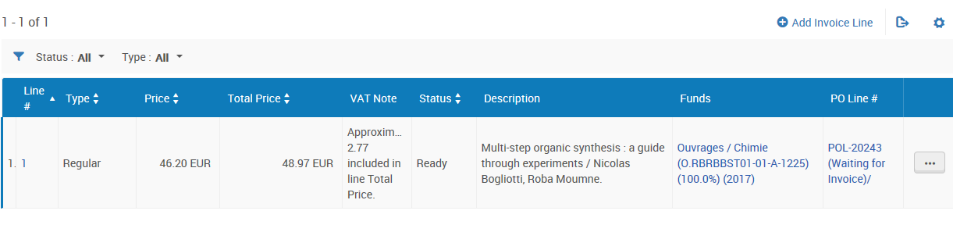 1 - 1 of 1
Add Invoice Line
Status : All
Type : All
Line # Type Price Total Price VAT Note Status Description Funds PO Line #
1. 1
Regular
46.20 EUR
48.97 EUR
Approxim...
2.77
included in
line Total
Price.
Ready
Multi-step organic synthesis : a guide
through experiments / Nicolas
Bogliotti, Roba Moumne.
Ouvrages / Chimie
(O.RBRBBST01-01-A-1225)
(100.0%) (2017)
POL-20243
(Waiting for
Invoice)/
...